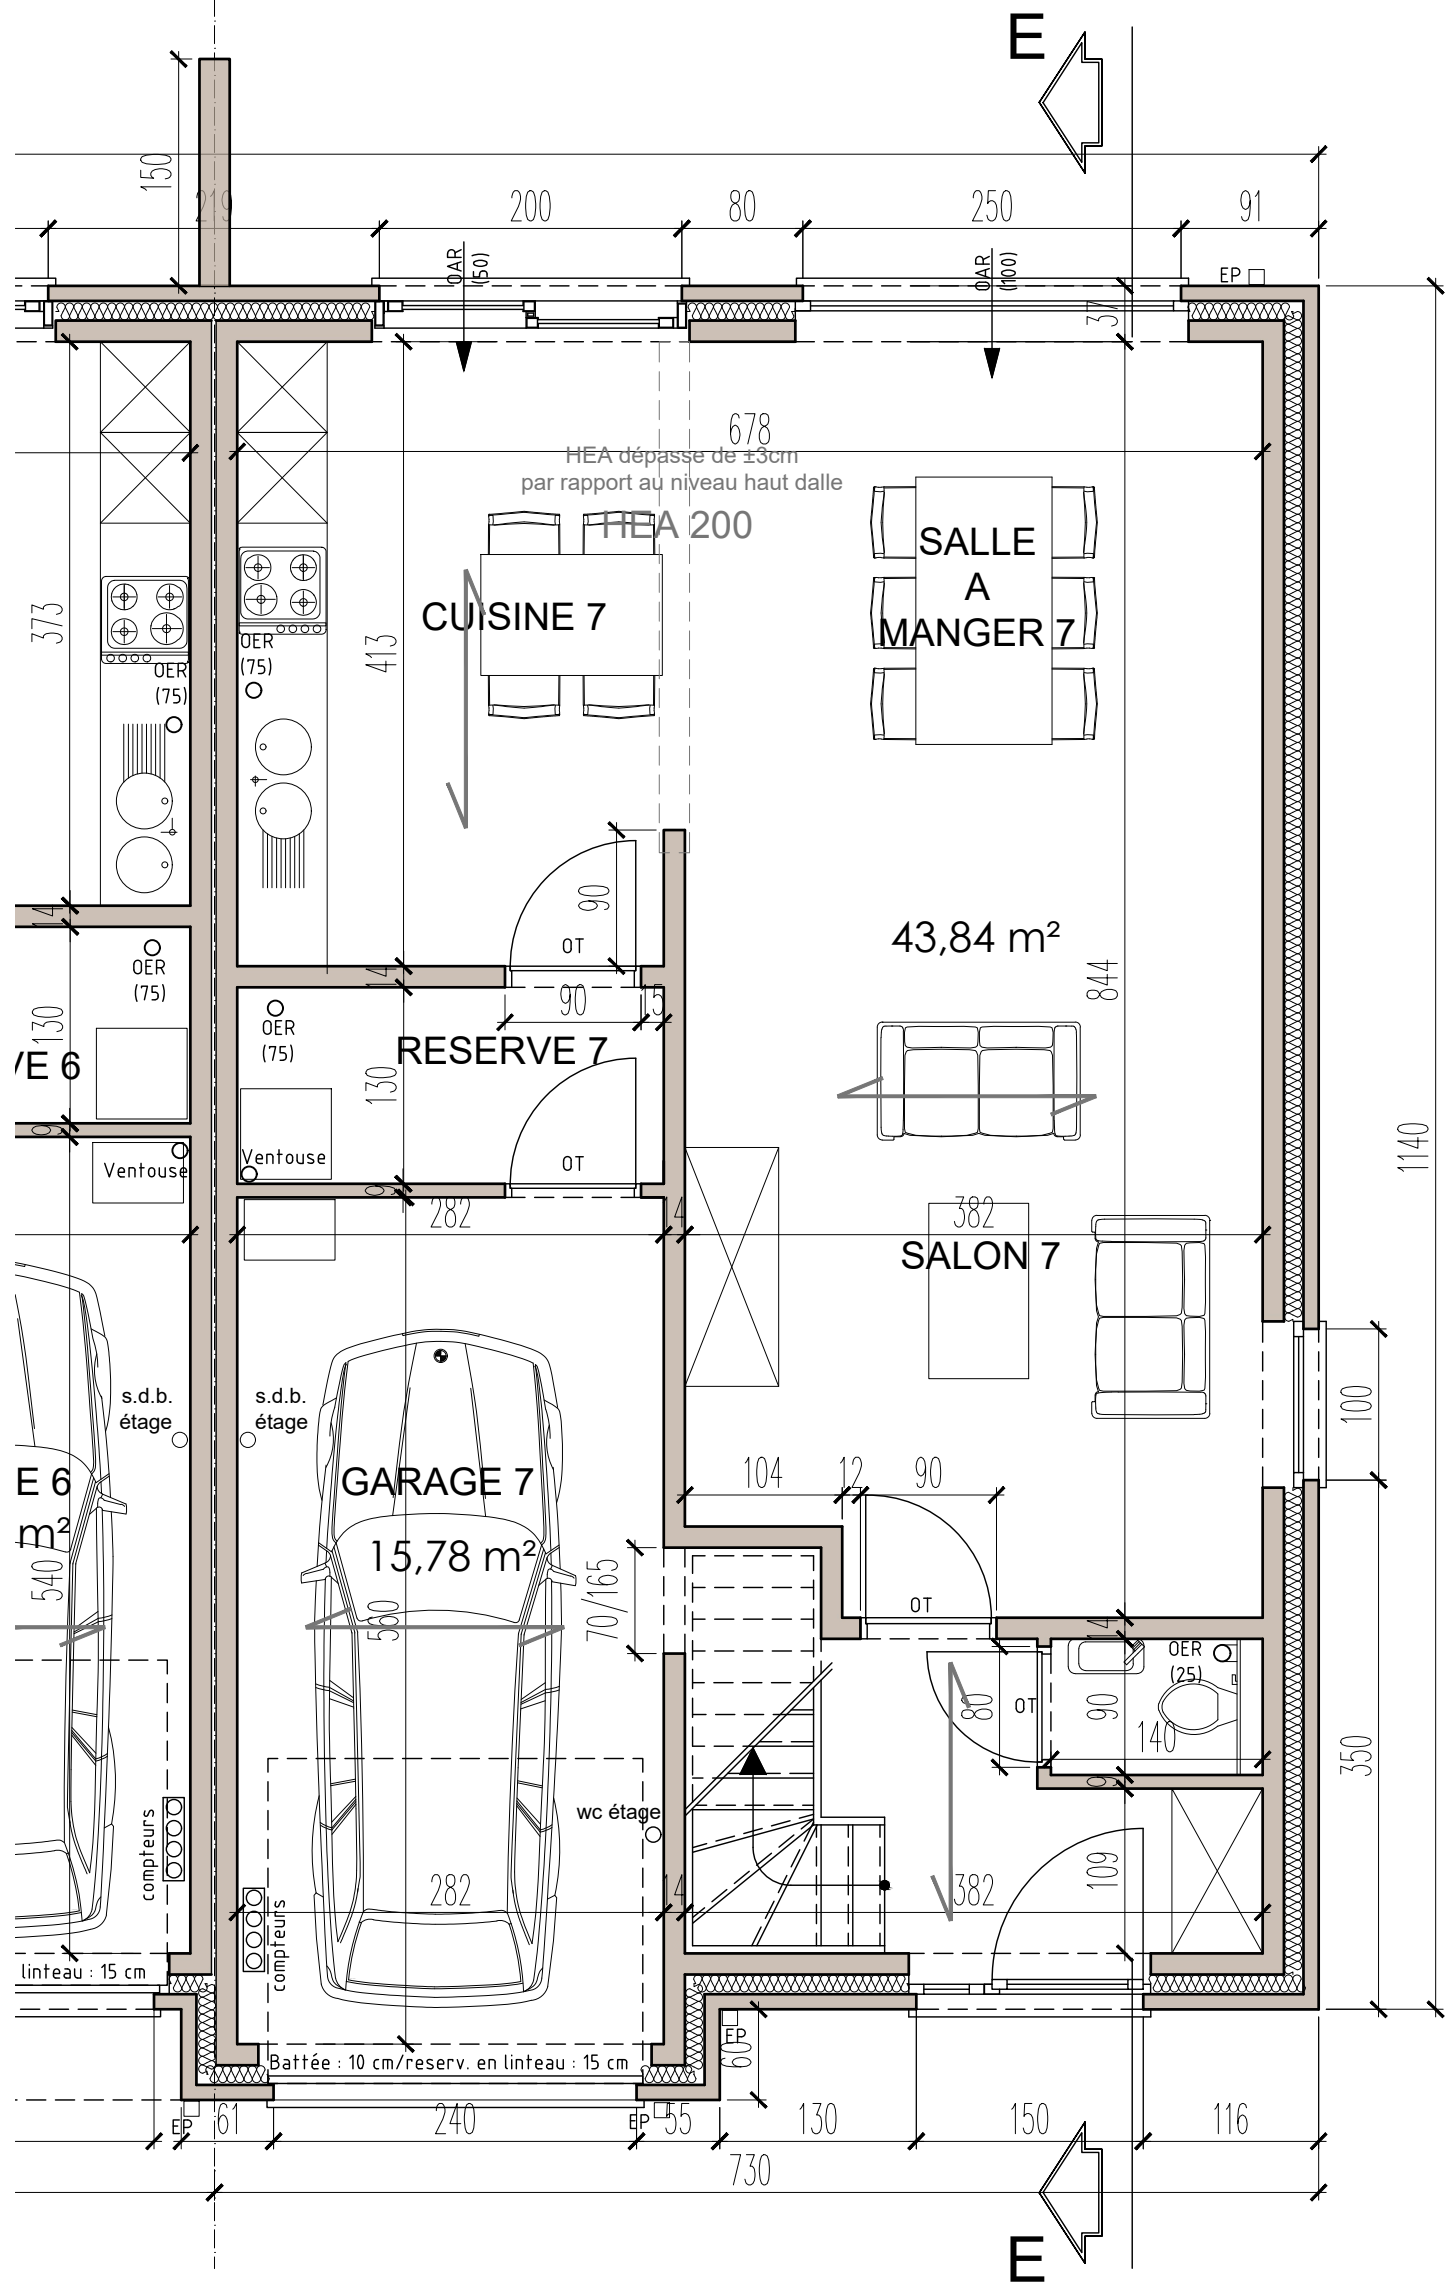 E
150
219
200
80
250
91
OAR
(50)
OAR
(100)
EP
37
678
HEA dépasse de ±3cm
par rapport au niveau haut dalle
HEA 200
SALLE
A
MANGER 7
CUISINE 7
373
413
OER
(75)
OER
(75)
90
OT
43,84 m²
844
14
14
OER
(75)
130
90
15
OER
(75)
RESERVE 7
VE 6
130
1140
OT
Ventouse
Ventouse
9
9
282
14
382
SALON 7
s.d.b.
étage
s.d.b.
étage
100
E 6
m²
GARAGE 7
15,78 m²
104
12
90
540
560
70/165
OT
14
OER
(25)
80
OT
90
140
350
9
wc étage
compteurs
compteurs
282
14
382
109
linteau : 15 cm
Battée : 10 cm/reserv. en linteau : 15 cm
EP
60
EP
61
240
EP
55
130
150
116
730
E